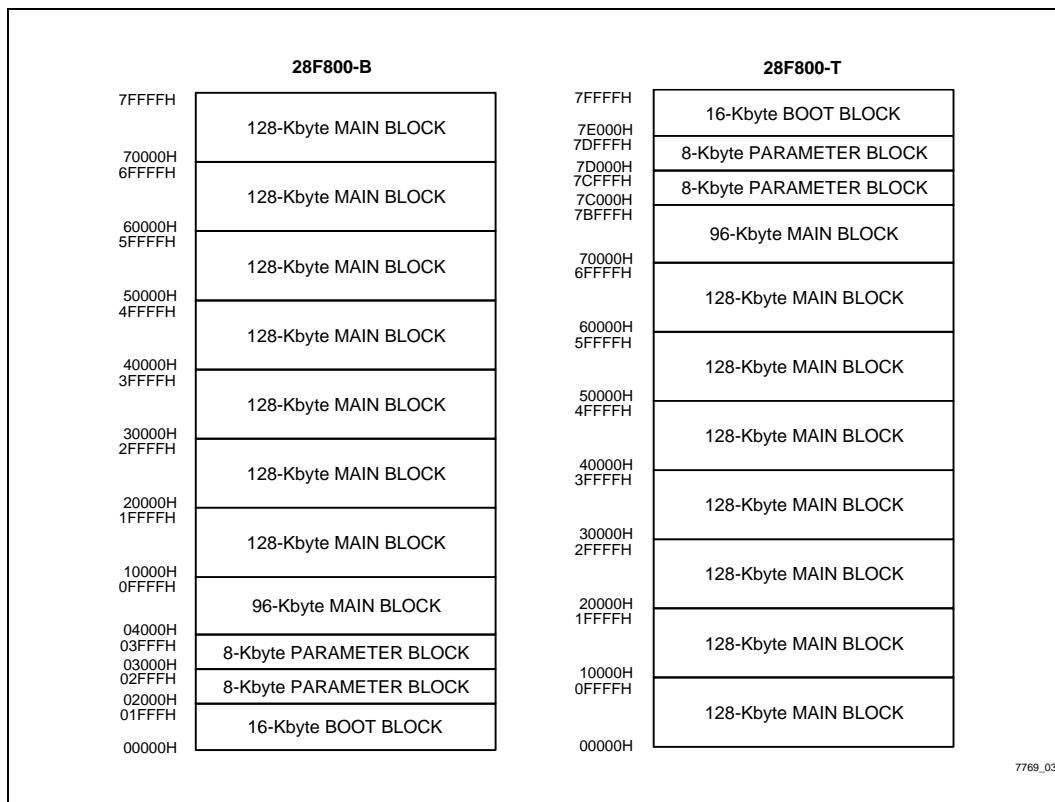 28F800-B
7FFFFH
128-Kbyte MAIN BLOCK
70000H
6FFFFH
128-Kbyte MAIN BLOCK
60000H
5FFFFH
128-Kbyte MAIN BLOCK
50000H
4FFFFH
128-Kbyte MAIN BLOCK
40000H
3FFFFH
128-Kbyte MAIN BLOCK
30000H
2FFFFH
128-Kbyte MAIN BLOCK
20000H
1FFFFH
128-Kbyte MAIN BLOCK
10000H
0FFFFH
96-Kbyte MAIN BLOCK
04000H
03FFFH
8-Kbyte PARAMETER BLOCK
03000H
02FFFH
8-Kbyte PARAMETER BLOCK
02000H
01FFFH
16-Kbyte BOOT BLOCK
00000H
28F800-T
7FFFFH
16-Kbyte BOOT BLOCK
7E000H
7DFFFH
8-Kbyte PARAMETER BLOCK
7D000H
7CFFFH
8-Kbyte PARAMETER BLOCK
7C000H
7BFFFH
96-Kbyte MAIN BLOCK
70000H
6FFFFH
128-Kbyte MAIN BLOCK
60000H
5FFFFH
128-Kbyte MAIN BLOCK
50000H
4FFFFH
128-Kbyte MAIN BLOCK
40000H
3FFFFH
128-Kbyte MAIN BLOCK
30000H
2FFFFH
128-Kbyte MAIN BLOCK
20000H
1FFFFH
128-Kbyte MAIN BLOCK
10000H
0FFFFH
128-Kbyte MAIN BLOCK
00000H
7769_03